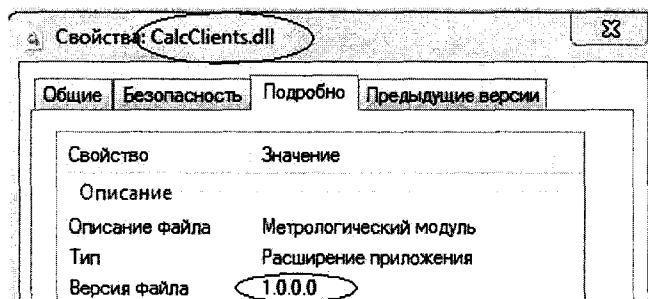 Свойства: CalcClients.dll
Общие Безопасность Подробно Предыдущие версии
Свойство Значение
Описание
Описание файла Метрологический модуль
Тип Расширение приложения
Версия файла 1.0.0.0